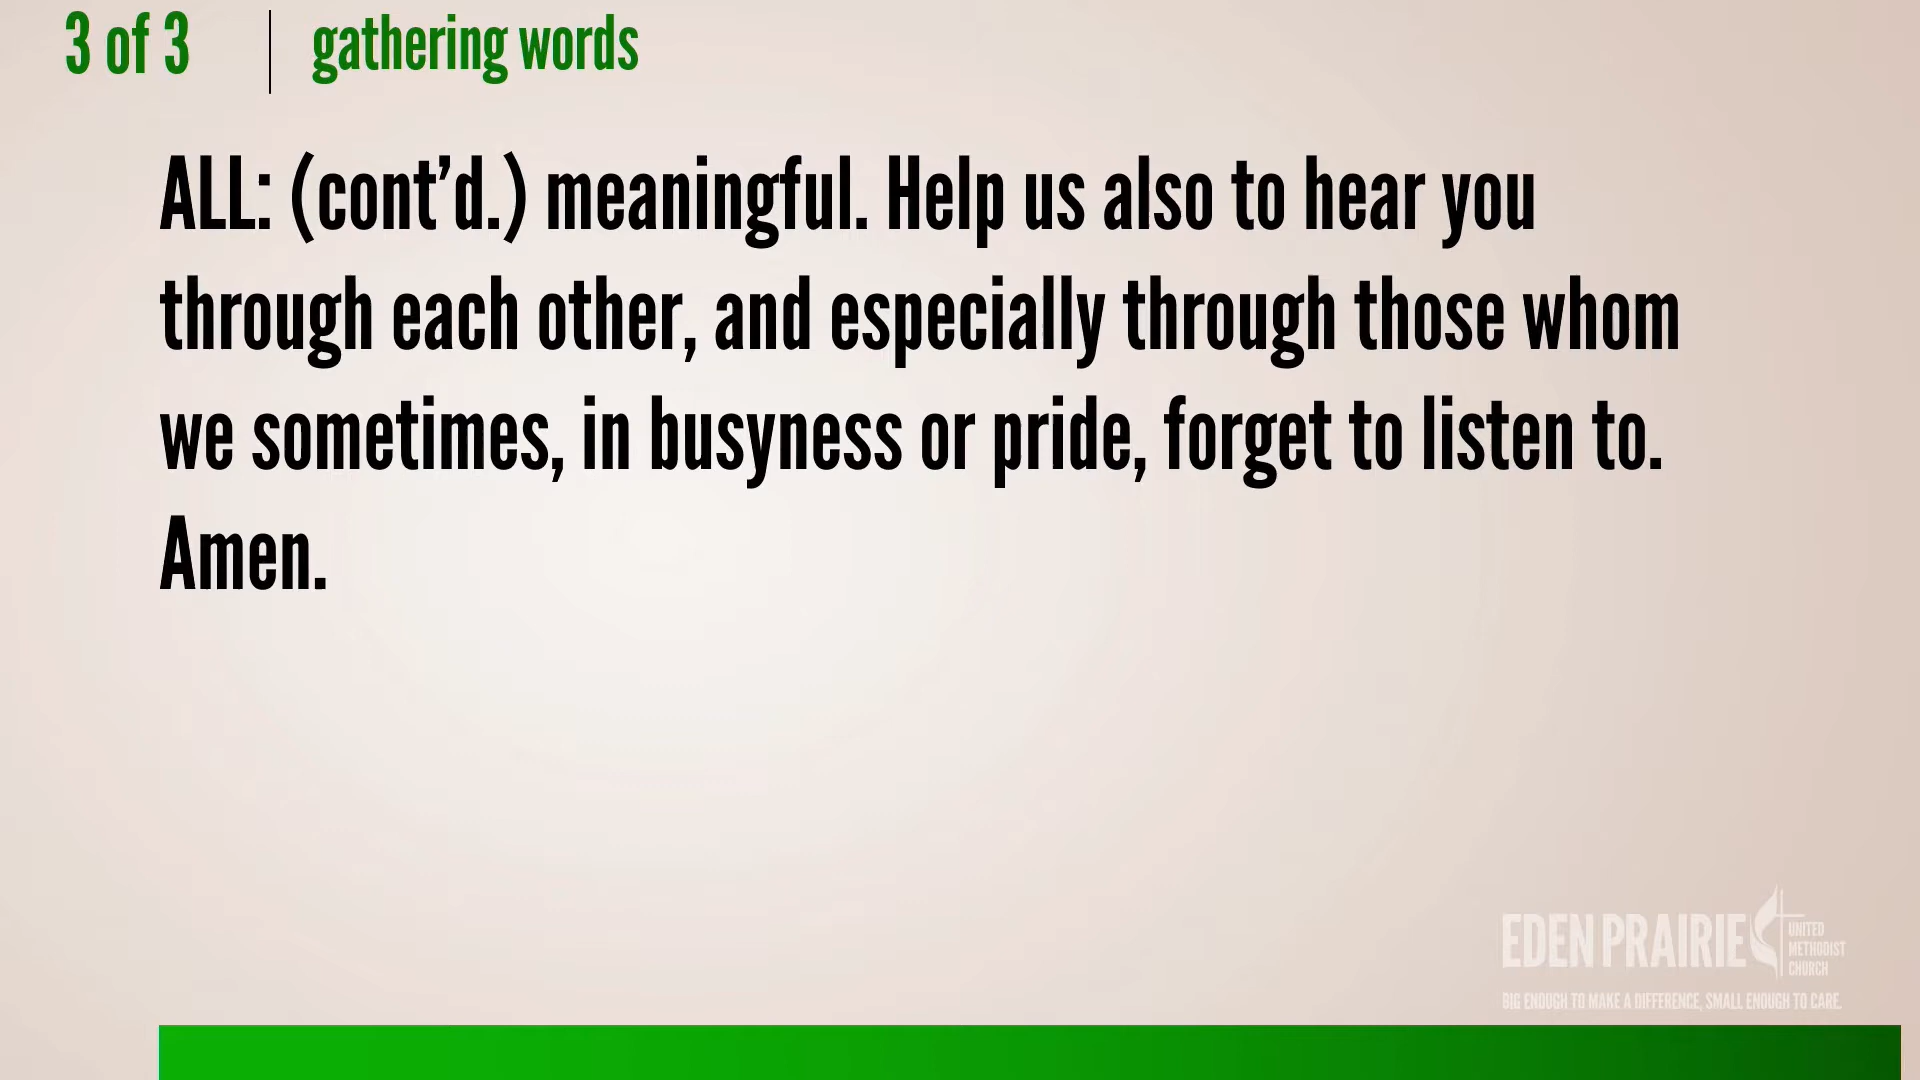 3 of 3
gathering words
ALL: (cont’d.) meaningful. Help us also to hear you
through each other, and especially through those whom
we sometimes, in busyness or pride, forget to listen to.
Amen.
EDEN PRAIRIE
UNITED
METHODIST
CHURCH
BIG ENOUGH TO MAKE A DIFFERENCE, SMALL ENOUGH TO CARE.